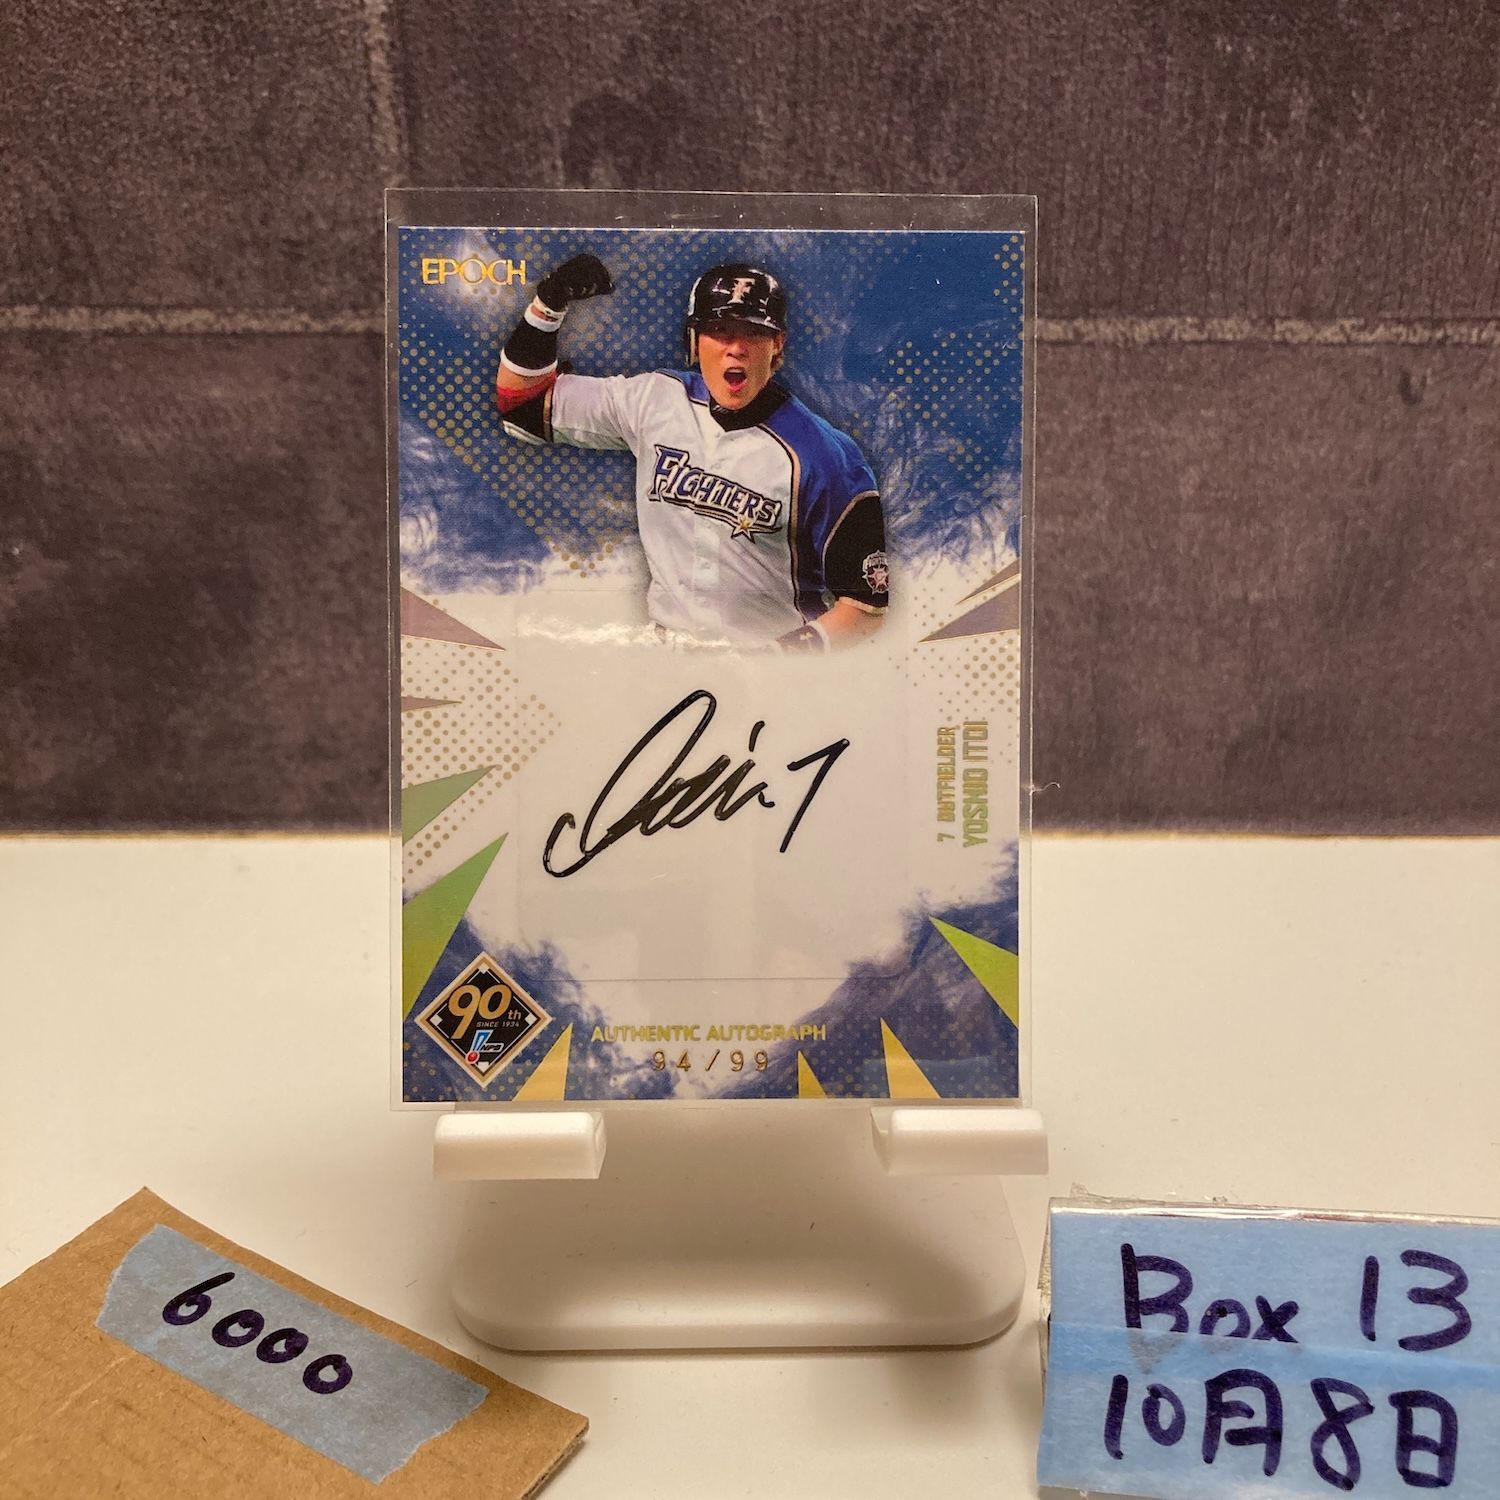 EPOCH
F
FIGHTERS
7 OUTFIELDER
YOSHIO ITOI
90th
SINCE 1934
NPB
AUTHENTIC AUTOGRAPH
94/99
6000
Box 13
10月8日